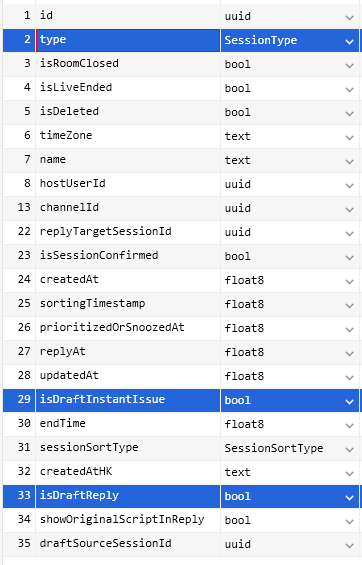 1 id uuid
2 type SessionType
3 isRoomClosed bool
4 isLiveEnded bool
5 isDeleted bool
6 timeZone text
7 name text
8 hostUserId uuid
13 channelId uuid
22 replyTargetSessionId uuid
23 isSessionConfirmed bool
24 createdAt float8
25 sortingTimestamp float8
26 prioritizedOrSnoozedAt float8
27 replyAt float8
28 updatedAt float8
29 isDraftInstantIssue bool
30 endTime float8
31 sessionSortType SessionSortType
32 createdAtHK text
33 isDraftReply bool
34 showOriginalScriptInReply bool
35 draftSourceSessionId uuid